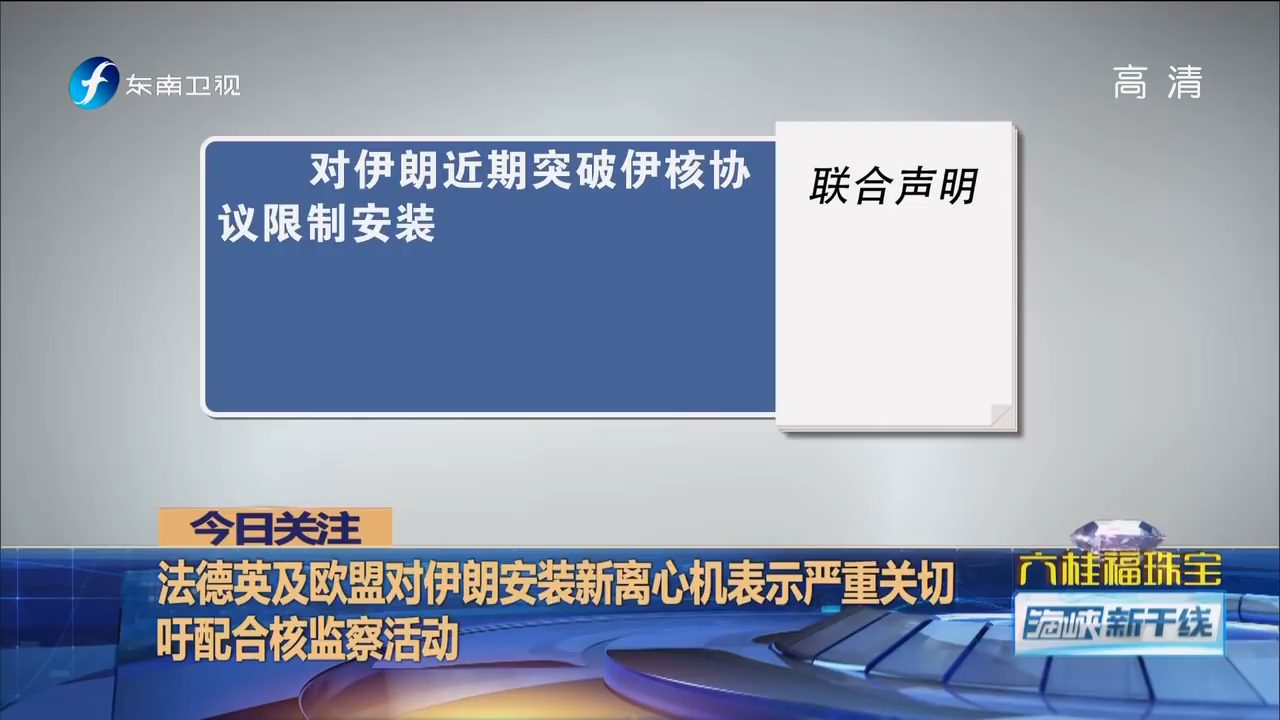 东南卫视
高清
对伊朗近期突破伊核协
议限制安装
联合声明
今日关注
法德英及欧盟对伊朗安装新离心机表示严重关切
吁配合核监察活动
六桂福珠宝
海峡新干线